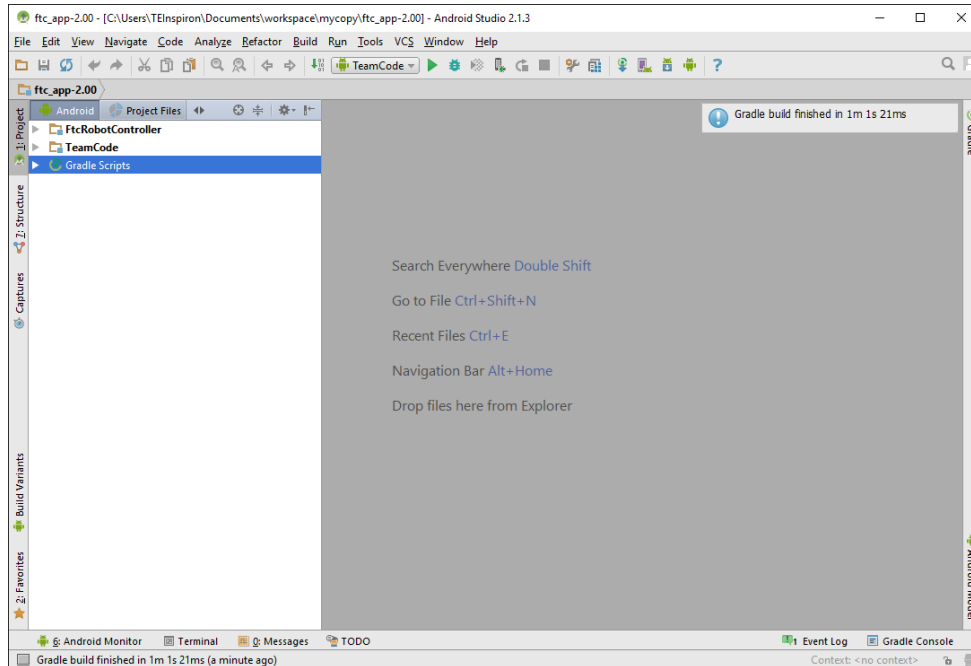 ftc_app-2.00 - [C:\Users\TEInspiron\Documents\workspace\mycopy\ftc_app-2.00] - Android Studio 2.1.3
File Edit View Navigate Code Analyze Refactor Build Run Tools VCS Window Help
TeamCode
ftc_app-2.00
Android Project Files
Gradle build finished in 1m 1s 21ms
1: Project
FtcRobotController
TeamCode
Gradle Scripts
Gradle
7: Structure
Captures
Search Everywhere Double Shift
Go to File Ctrl+Shift+N
Recent Files Ctrl+E
Navigation Bar Alt+Home
Drop files here from Explorer
Build Variants
2: Favorites
Android Model
6: Android Monitor Terminal 0: Messages TODO 1 Event Log Gradle Console
Gradle build finished in 1m 1s 21ms (a minute ago) Context: <no context>